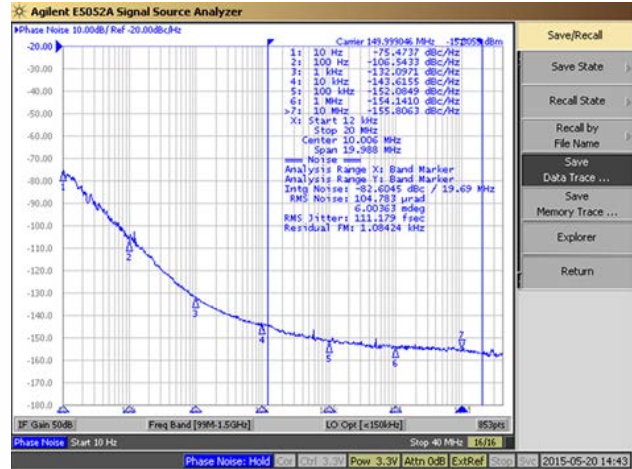 Agilent E5052A Signal Source Analyzer
Phase Noise 10.00dB/ Ref -20.00dBc/Hz
Carrier 149.999046 MHz
1: 10 Hz -75.4737 dBc/Hz
2: 100 Hz -106.5433 dBc/Hz
3: 1 kHz -132.0971 dBc/Hz
4: 10 kHz -143.6155 dBc/Hz
5: 100 kHz -152.0849 dBc/Hz
6: 1 MHz -154.1410 dBc/Hz
>7: 10 MHz -155.8063 dBc/Hz
X: Start 12 kHz
Stop 20 MHz
Center 10.006 MHz
Span 19.988 MHz
=== Noise ===
Analysis Range X: Band Marker
Analysis Range Y: Band Marker
Intg Noise: -82.6045 dBc / 19.69 MHz
RMS Noise: 104.783 µrad
6.00363 mdeg
RMS Jitter: 111.179 fsec
Residual FM: 1.08424 kHz
-20.00
-30.00
-40.00
-50.00
-60.00
-70.00
-80.00
-90.00
-100.0
-110.0
-120.0
-130.0
-140.0
-150.0
-160.0
-170.0
-180.0
1
2
3
4
5
6
7
IF Gain 50dB
Freq Band [99M-1.5GHz]
LO Opt [<150kHz]
853pts
Phase Noise Start 10 Hz
Stop 40 MHz 16/16
Phase Noise: Hold Cor Ctrl 3.3V Pow 3.3V Attn 0dB ExtRef Stop Svc 2015-05-20 14:43
Save/Recall
Save State
Recall State
Recall by
File Name
Save
Data Trace ...
Save
Memory Trace ...
Explorer
Return